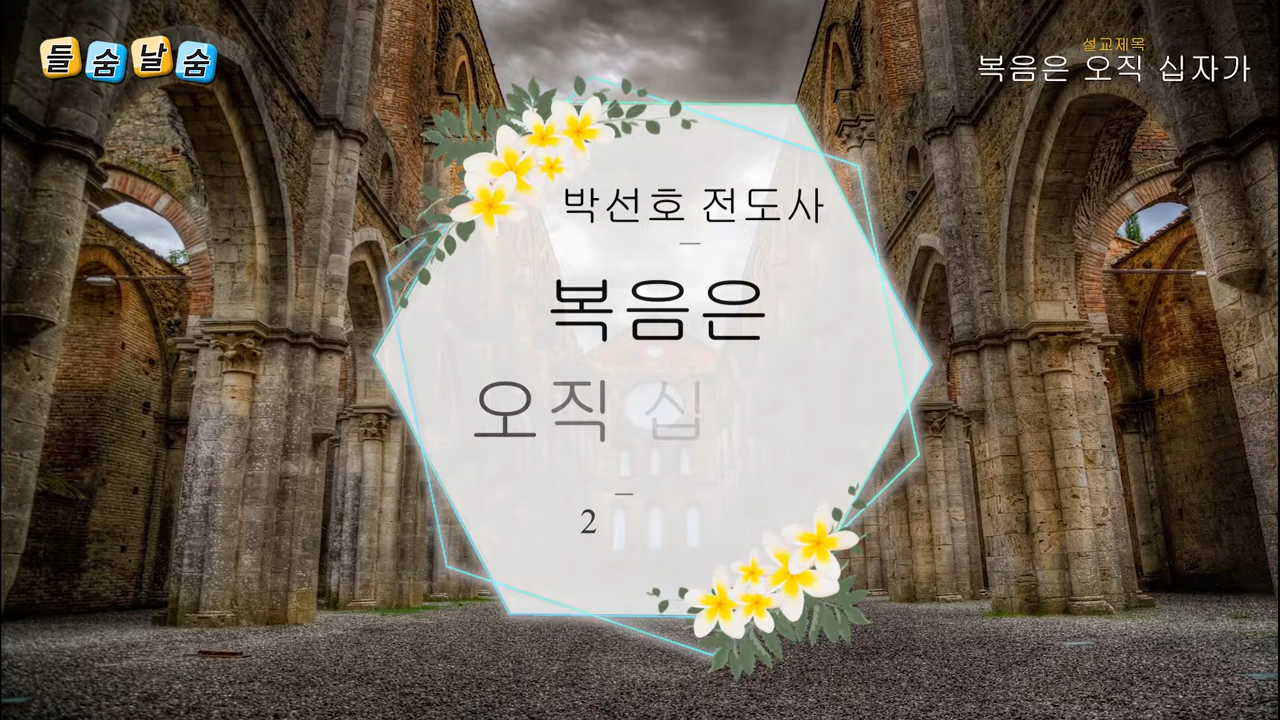 들숨날숨
설교제목
복음은 오직 십자가
박선호 전도사
복음은
오직 십
2